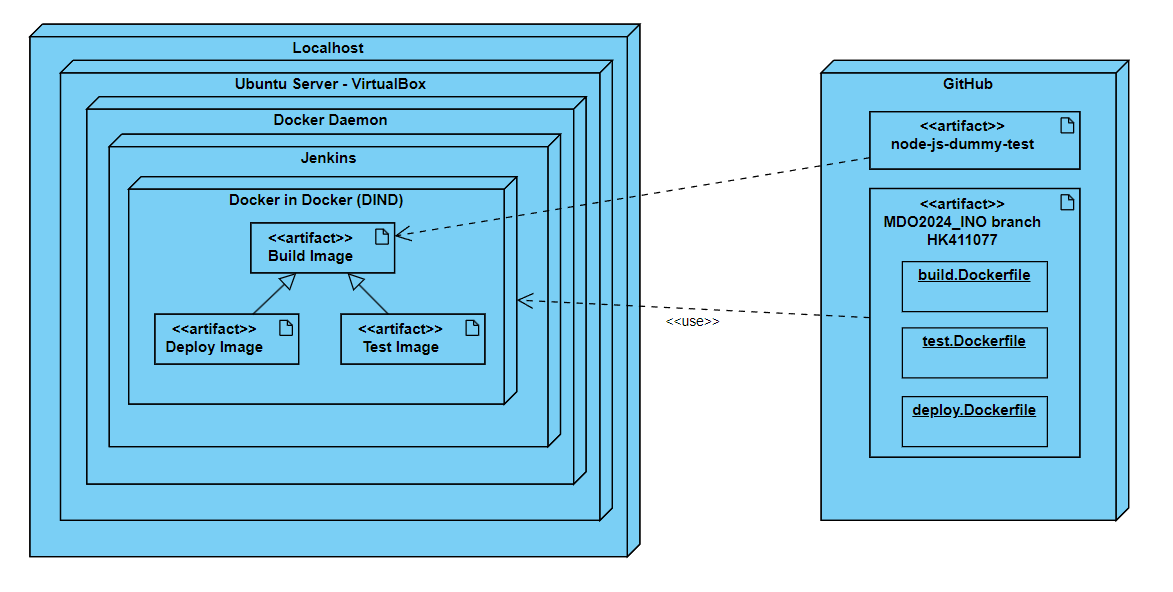 Localhost
Ubuntu Server - VirtualBox
Docker Daemon
Jenkins
Docker in Docker (DIND)
<<artifact>>
Build Image
<<artifact>>
Deploy Image
<<artifact>>
Test Image
<<use>>
GitHub
<<artifact>>
node-js-dummy-test
<<artifact>>
MDO2024_INO branch
HK411077
build.Dockerfile
test.Dockerfile
deploy.Dockerfile